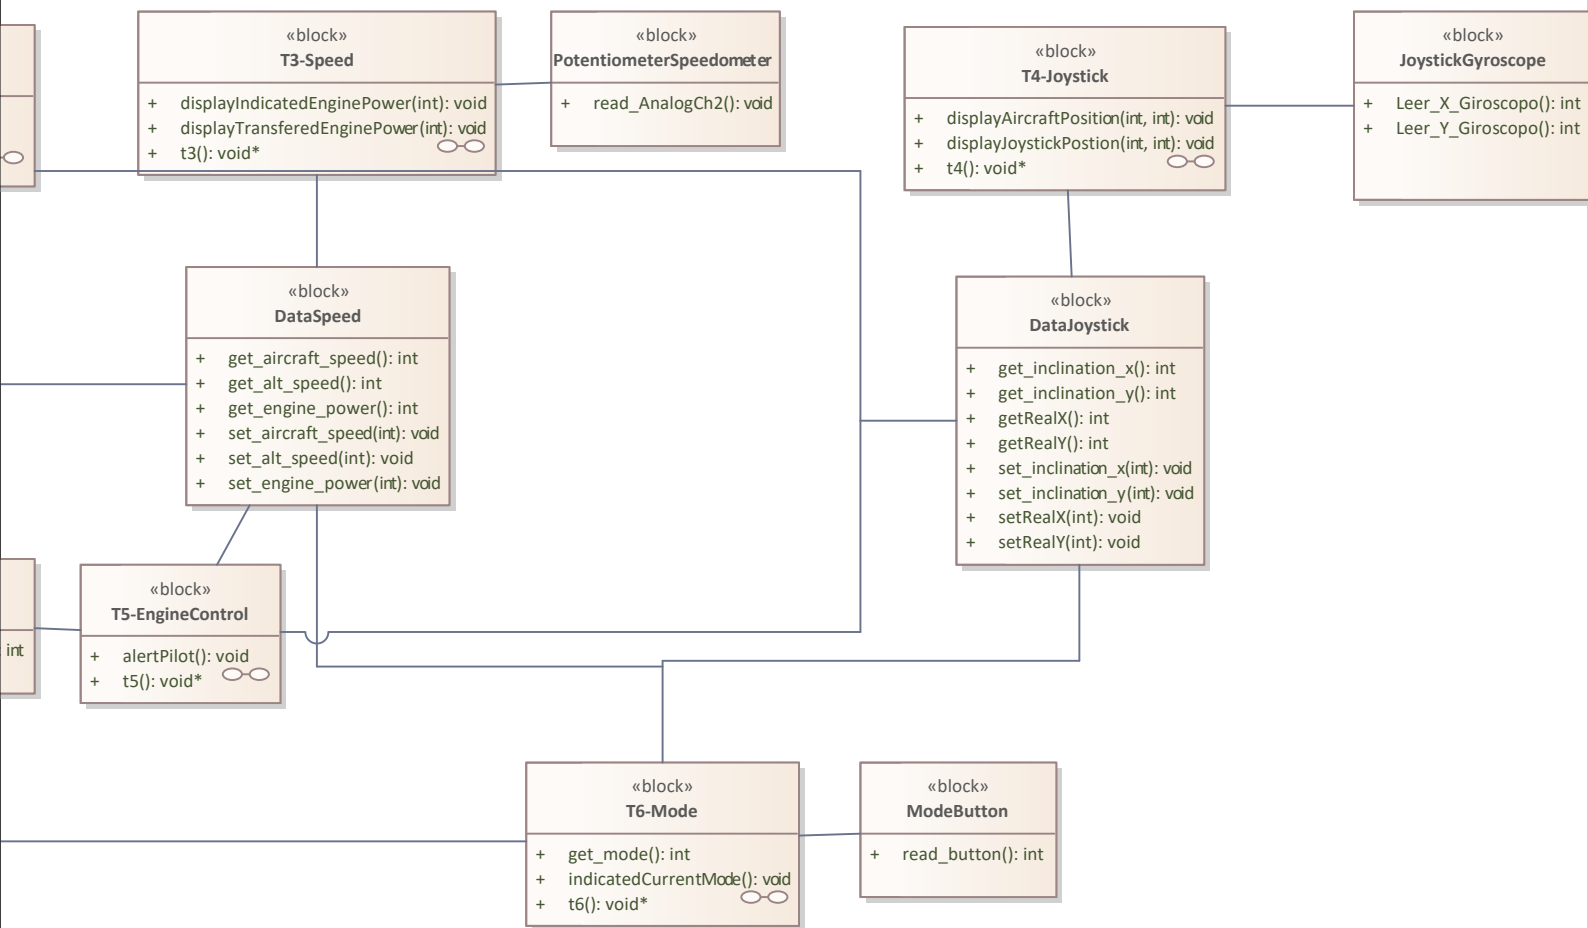 «block»
T3-Speed
+ displayIndicatedEnginePower(int): void
+ displayTransferedEnginePower(int): void
+ t3(): void*
«block»
PotentiometerSpeedometer
+ read_AnalogCh2(): void
«block»
T4-Joystick
+ displayAircraftPosition(int, int): void
+ displayJoystickPostion(int, int): void
+ t4(): void*
«block»
JoystickGyroscope
+ Leer_X_Giroscopo(): int
+ Leer_Y_Giroscopo(): int
«block»
DataSpeed
+ get_aircraft_speed(): int
+ get_alt_speed(): int
+ get_engine_power(): int
+ set_aircraft_speed(int): void
+ set_alt_speed(int): void
+ set_engine_power(int): void
«block»
DataJoystick
+ get_inclination_x(): int
+ get_inclination_y(): int
+ getRealX(): int
+ getRealY(): int
+ set_inclination_x(int): void
+ set_inclination_y(int): void
+ setRealX(int): void
+ setRealY(int): void
int
«block»
T5-EngineControl
+ alertPilot(): void
+ t5(): void*
«block»
T6-Mode
+ get_mode(): int
+ indicatedCurrentMode(): void
+ t6(): void*
«block»
ModeButton
+ read_button(): int